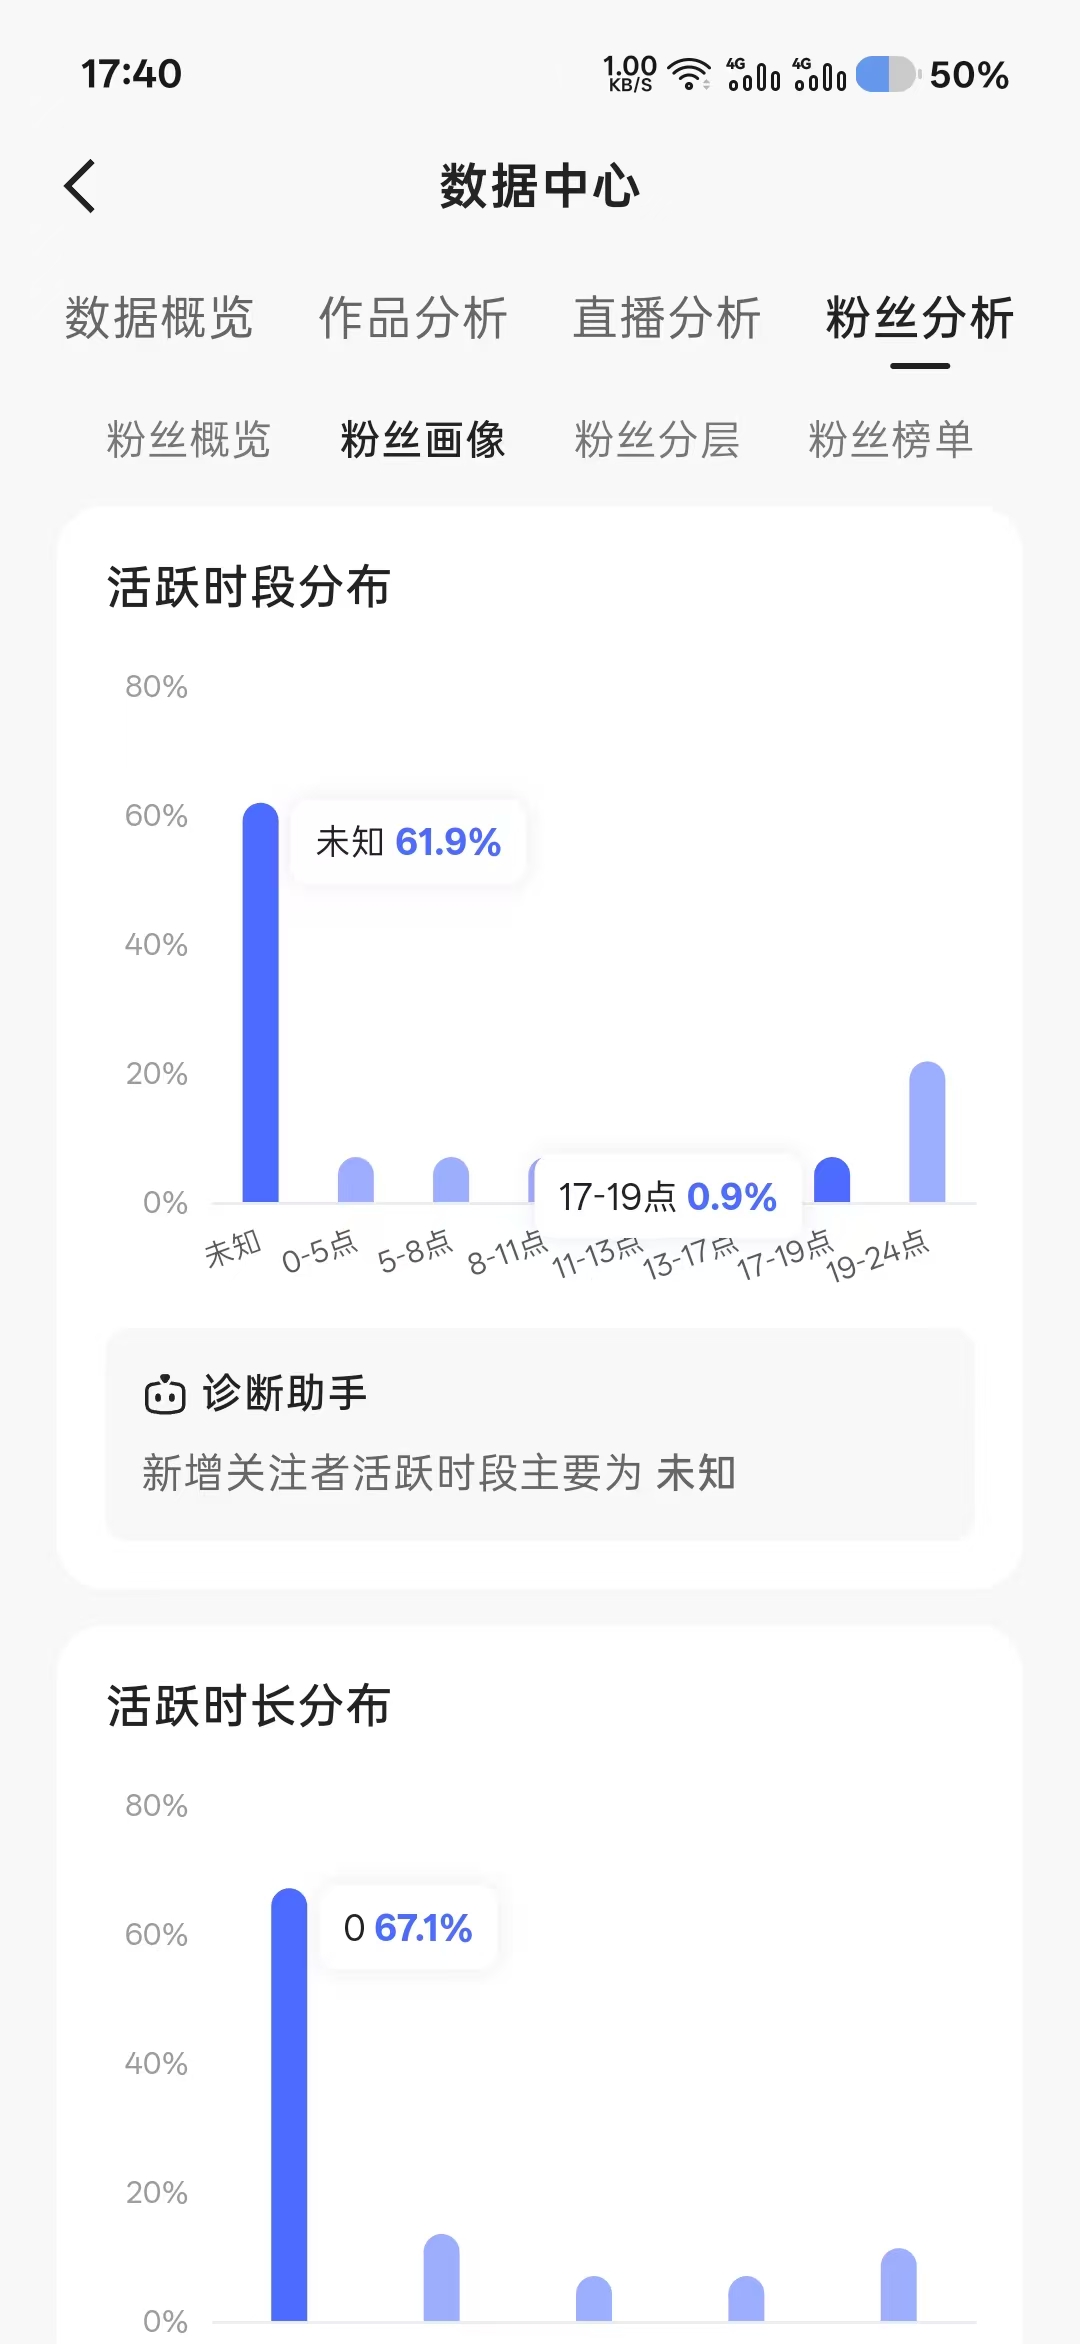 17:40
1.00 KB/S 4G 4G 50%
数据中心
数据概览 作品分析 直播分析 粉丝分析
粉丝概览 粉丝画像 粉丝分层 粉丝榜单
活跃时段分布
80%
60%
未知 61.9%
40%
20%
17-19点 0.9%
0%
未知 0-5点 5-8点 8-11点 11-13点 13-17点 17-19点 19-24点
诊断助手
新增关注者活跃时段主要为 未知
活跃时长分布
80%
60%
0 67.1%
40%
20%
0%